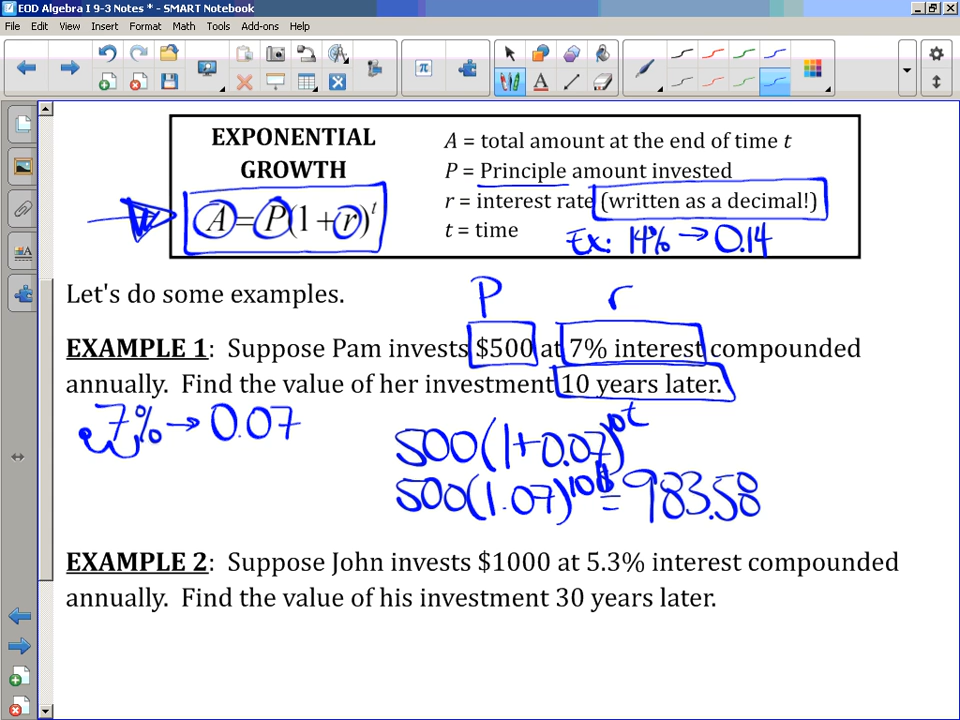 EOD Algebra I 9-3 Notes * - SMART Notebook
File Edit View Insert Format Math Tools Add-ons Help
EXPONENTIAL
GROWTH
A = P(1 + r)^t
A = total amount at the end of time t
P = Principle amount invested
r = interest rate (written as a decimal!)
t = time
Ex: 14% → 0.14
Let's do some examples.
P r
EXAMPLE 1: Suppose Pam invests $500 at 7% interest compounded
annually. Find the value of her investment 10 years later.
7% → 0.07
500(1+0.07)^10t
500(1.07)^10 = 983.58
EXAMPLE 2: Suppose John invests $1000 at 5.3% interest compounded
annually. Find the value of his investment 30 years later.